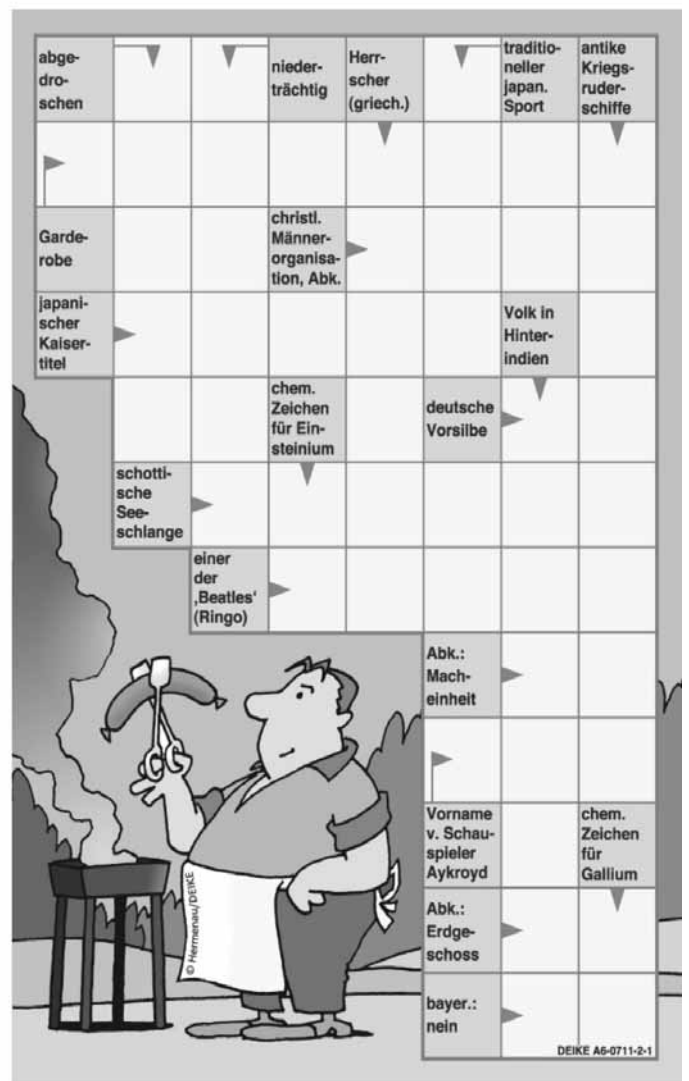 abge-
dro-
schen
nieder-
trächtig
Herr-
scher
(griech.)
traditio-
neller
japan.
Sport
antike
Kriegs-
ruder-
schiffe
Garde-
robe
christl.
Männer-
organisa-
tion, Abk.
japani-
scher
Kaiser-
titel
Volk in
Hinter-
indien
chem.
Zeichen
für Ein-
steinium
deutsche
Vorsilbe
schotti-
sche
See-
schlange
einer
der
‚Beatles‘
(Ringo)
Abk.:
Mach-
einheit
Vorname
v. Schau-
spieler
Aykroyd
chem.
Zeichen
für
Gallium
Abk.:
Erdge-
schoss
bayer.:
nein
© Hermenau/DEIKE
DEIKE A6-0711-2-1